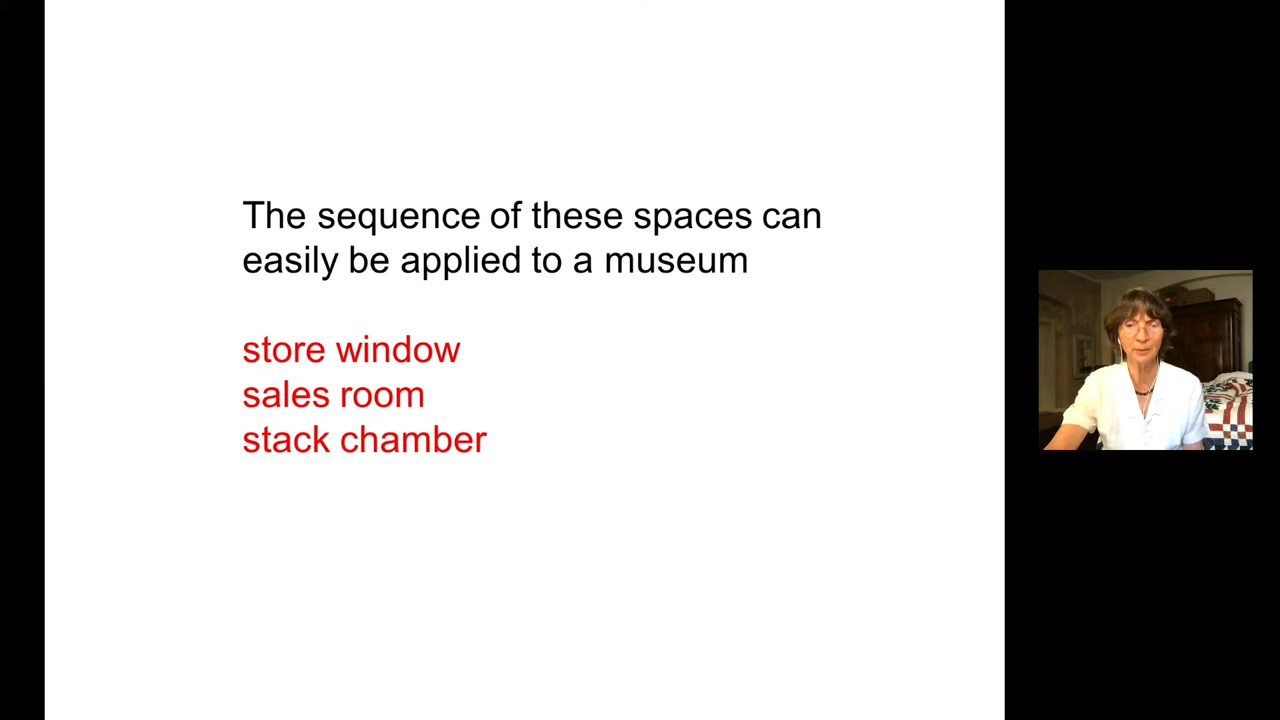 The sequence of these spaces can
easily be applied to a museum
store window
sales room
stack chamber